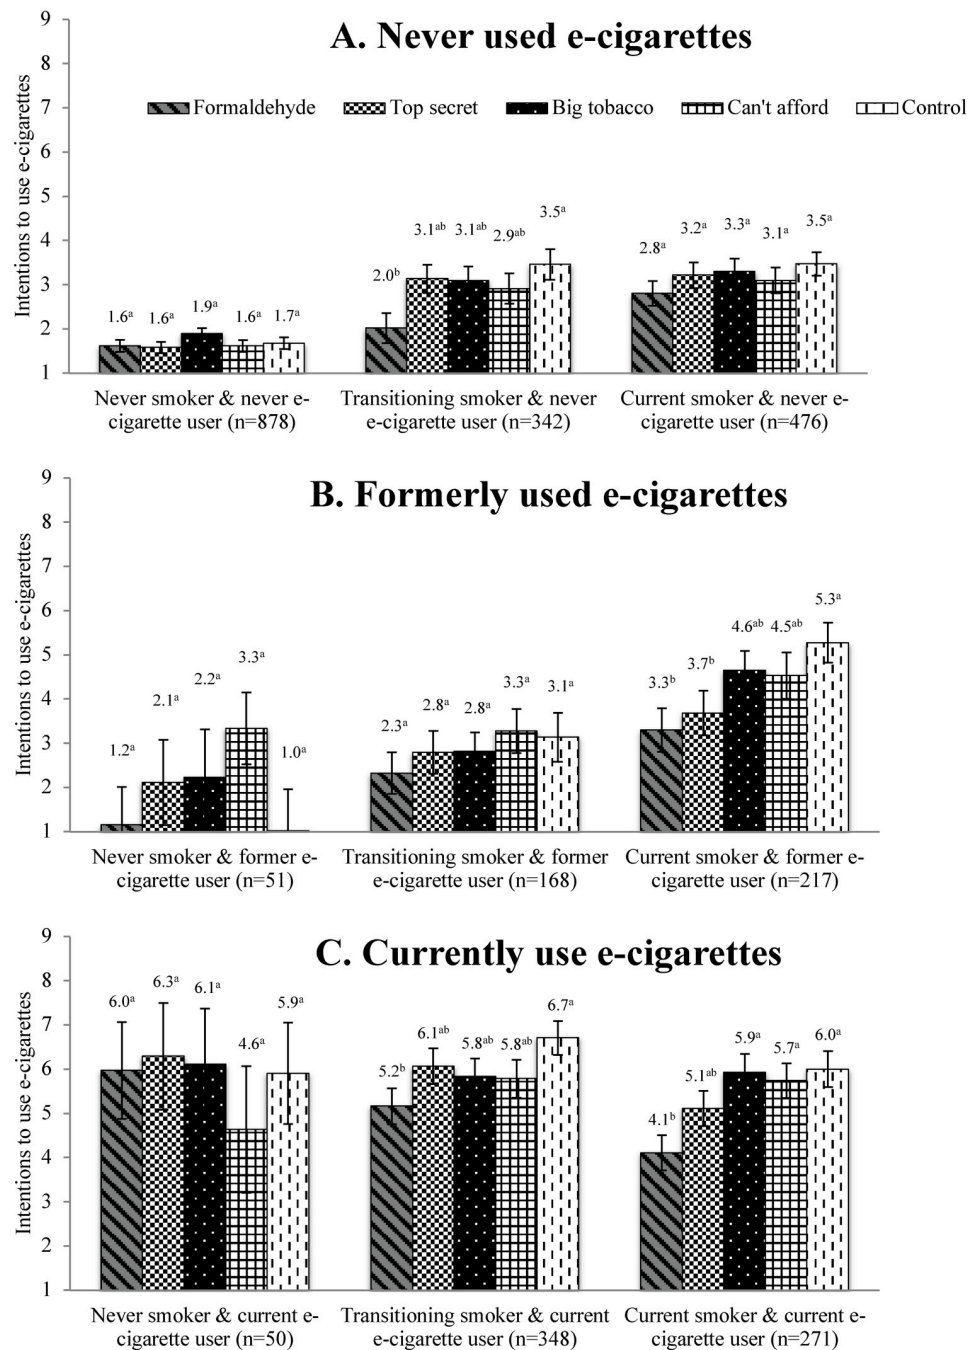 A. Never used e-cigarettes
Intentions to use e-cigarettes
9
8
7
6
5
4
3
2
1
Formaldehyde
Top secret
Big tobacco
Can't afford
Control
1.6ᵃ
1.6ᵃ
1.9ᵃ
1.6ᵃ
1.7ᵃ
2.0ᵇ
3.1ᵃᵇ
3.1ᵃᵇ
2.9ᵃᵇ
3.5ᵃ
2.8ᵃ
3.2ᵃ
3.3ᵃ
3.1ᵃ
3.5ᵃ
Never smoker & never e-
cigarette user (n=878)
Transitioning smoker & never
e-cigarette user (n=342)
Current smoker & never e-
cigarette user (n=476)
B. Formerly used e-cigarettes
Intentions to use e-cigarettes
9
8
7
6
5
4
3
2
1
1.2ᵃ
2.1ᵃ
2.2ᵃ
3.3ᵃ
1.0ᵃ
2.3ᵃ
2.8ᵃ
2.8ᵃ
3.3ᵃ
3.1ᵃ
3.3ᵇ
3.7ᵇ
4.6ᵃᵇ
4.5ᵃᵇ
5.3ᵃ
Never smoker & former e-
cigarette user (n=51)
Transitioning smoker & former
e-cigarette user (n=168)
Current smoker & former e-
cigarette user (n=217)
C. Currently use e-cigarettes
Intentions to use e-cigarettes
9
8
7
6
5
4
3
2
1
6.0ᵃ
6.3ᵃ
6.1ᵃ
4.6ᵃ
5.9ᵃ
5.2ᵇ
6.1ᵃᵇ
5.8ᵃᵇ
5.8ᵃᵇ
6.7ᵃ
4.1ᵇ
5.1ᵃᵇ
5.9ᵃ
5.7ᵃ
6.0ᵃ
Never smoker & current e-
cigarette user (n=50)
Transitioning smoker & current
e-cigarette user (n=348)
Current smoker & current e-
cigarette user (n=271)